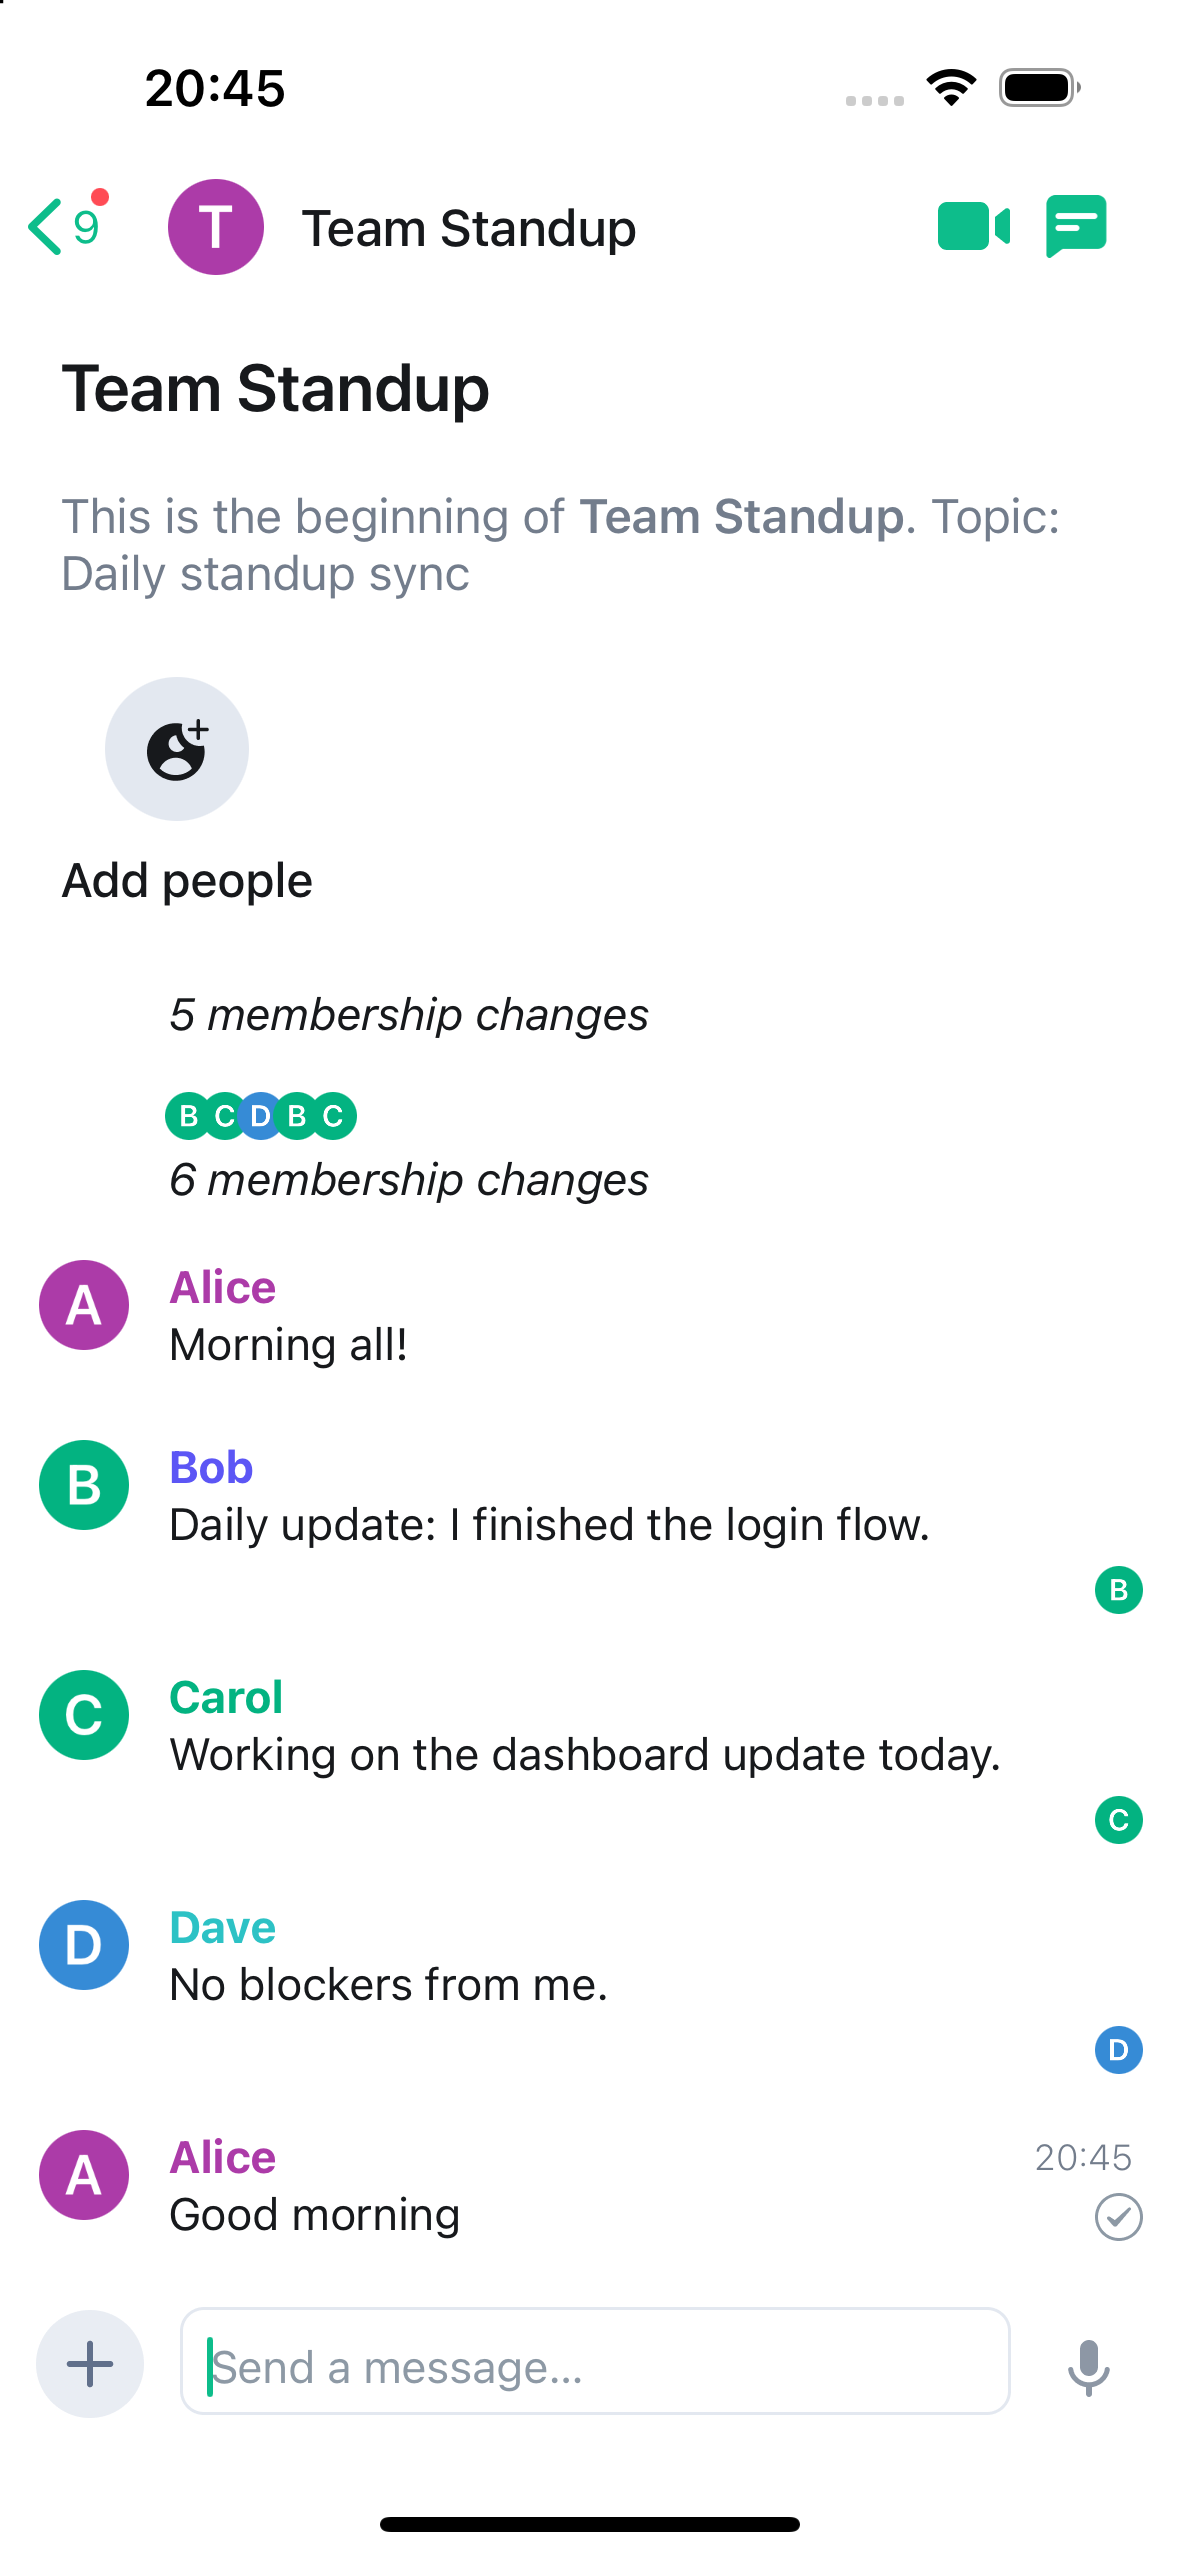 20:45
9
T
Team Standup
Team Standup
This is the beginning of Team Standup. Topic:
Daily standup sync
Add people
5 membership changes
B C D B C
6 membership changes
A
Alice
Morning all!
B
Bob
Daily update: I finished the login flow.
B
C
Carol
Working on the dashboard update today.
C
D
Dave
No blockers from me.
D
A
Alice
20:45
Good morning
Send a message...